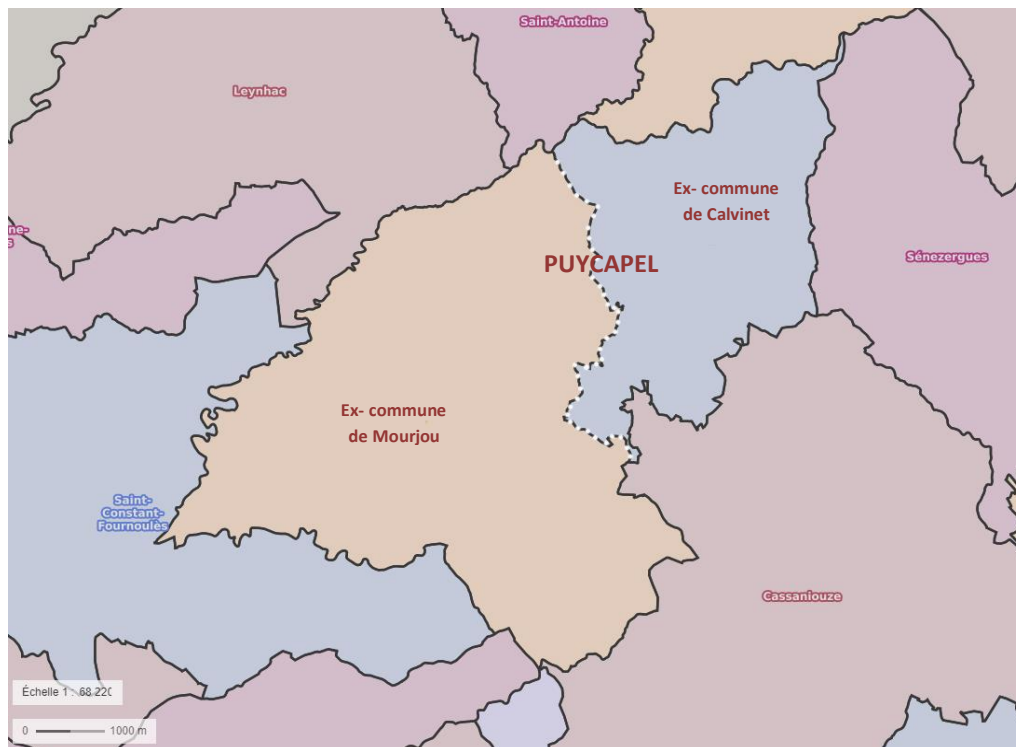 Saint-Antoine
Leynhac
Ex- commune
de Calvinet
ne-
s
Sénezergues
PUYCAPEL
Ex- commune
de Mourjou
Saint-
Constant-
Fournoulès
Cassaniouze
Échelle 1 : 68 220
0 1000 m